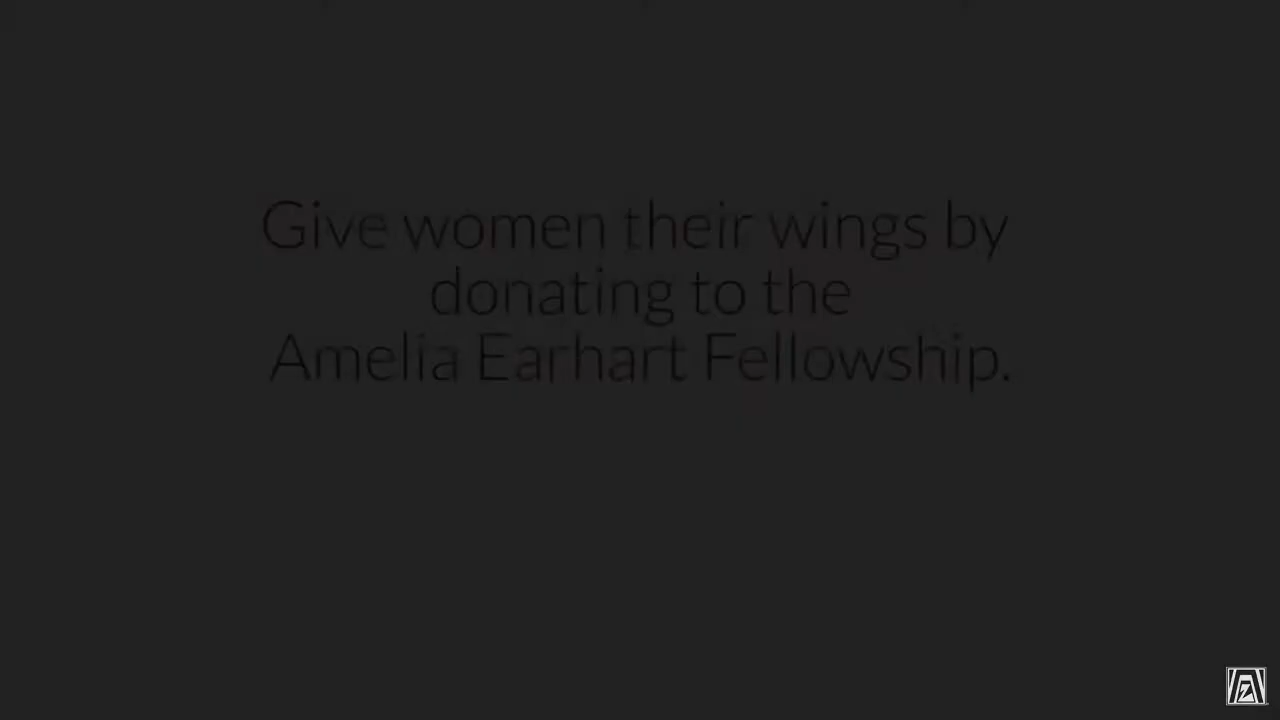 Give women their wings by
donating to the
Amelia Earhart Fellowship.